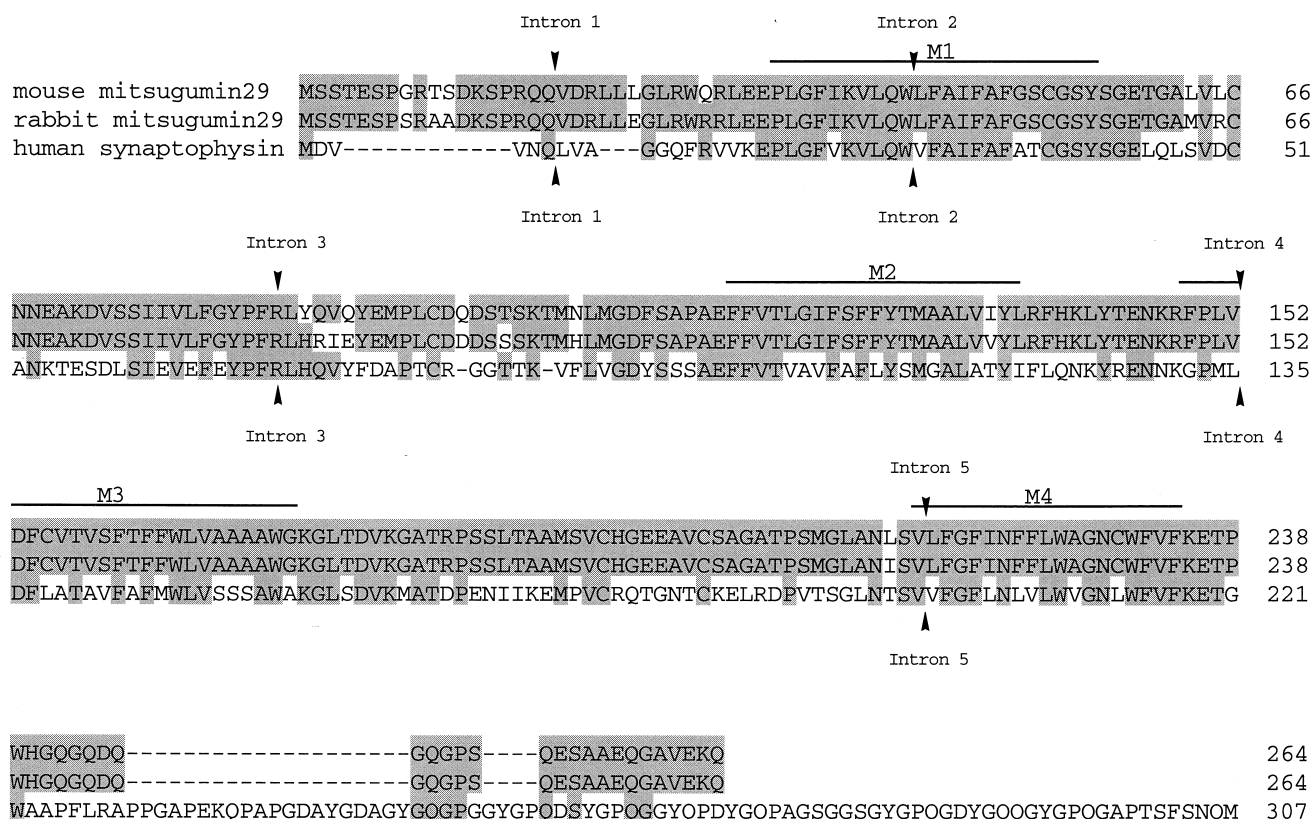 Intron 1 Intron 2
M1
mouse mitsugumin29 MSSTESPGRTSDKSPRQQVDRLLLGLRWQRLEEPLGFIKVLQWLFAIFAFGSCGSYSGETGALVLC 66
rabbit mitsugumin29 MSSTESPSRAADKSPRQQVDRLLEGLRWRRLEEPLGFIKVLQWLFAIFAFGSCGSYSGETGAMVRC 66
human synaptophysin MDV------------VNQLVA---GGQFRVVKEPLGFVKVLQWVFAIFAFATCGSYSGELQLSVDC 51
Intron 1 Intron 2
Intron 3 Intron 4
M2
NNEAKDVSSIIVLFGYPFRLYQVQYEMPLCDQDSTSKTMNLMGDFSAPAEFFVTLGIFSFFYTMAALVIYLRFHKLYTENKRFPLV 152
NNEAKDVSSIIVLFGYPFRLHRIEYEMPLCDDDSSSKTMHLMGDFSAPAEFFVTLGIFSFFYTMAALVVYLRFHKLYTENKRFPLV 152
ANKTESDLSIEVEFEYPFRLHQVYFDAPTCR-GGTTK-VFLVGDYSSSAEFFVTVAVFAFLYSMGALATYIFLQNKYRENNKGPML 135
Intron 3 Intron 4
Intron 5
M3 M4
DFCVTVSFTFFWLVAAAAWGKGLTDVKGATRPSSLTAAMSVCHGEEAVCSAGATPSMGLANLSVLFGFINFFLWAGNCWFVFKETP 238
DFCVTVSFTFFWLVAAAAWGKGLTDVKGATRPSSLTAAMSVCHGEEAVCSAGATPSMGLANISVLFGFINFFLWAGNCWFVFKETP 238
DFLATAVFAFMWLVSSSAWAKGLSDVKMATDPENIIKEMPVCRQTGNTCKELRDPVTSGLNTSVVFGFLNLVLWVGNLWFVFKETG 221
Intron 5
WHGQGQDQ--------------------GQGPS----QESAAEQGAVEKQ 264
WHGQGQDQ--------------------GQGPS----QESAAEQGAVEKQ 264
WAAPFLRAPPGAPEKQPAPGDAYGDAGYGQGPGGYGPQDSYGPQGGYQPDYGQPAGSGGSGYGPQGDYGQQGYGPQGAPTSFSNQM 307